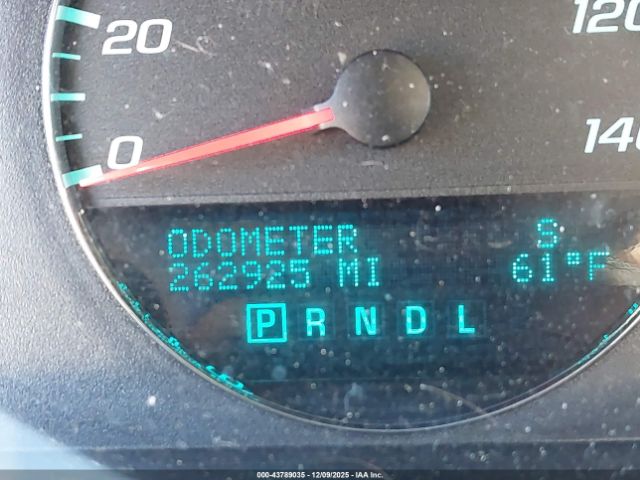 120
20
140
0
ODOMETER S
262925 MI 61°F
P R N D L
000-43789035 - 12/09/2025 - IAA Inc.